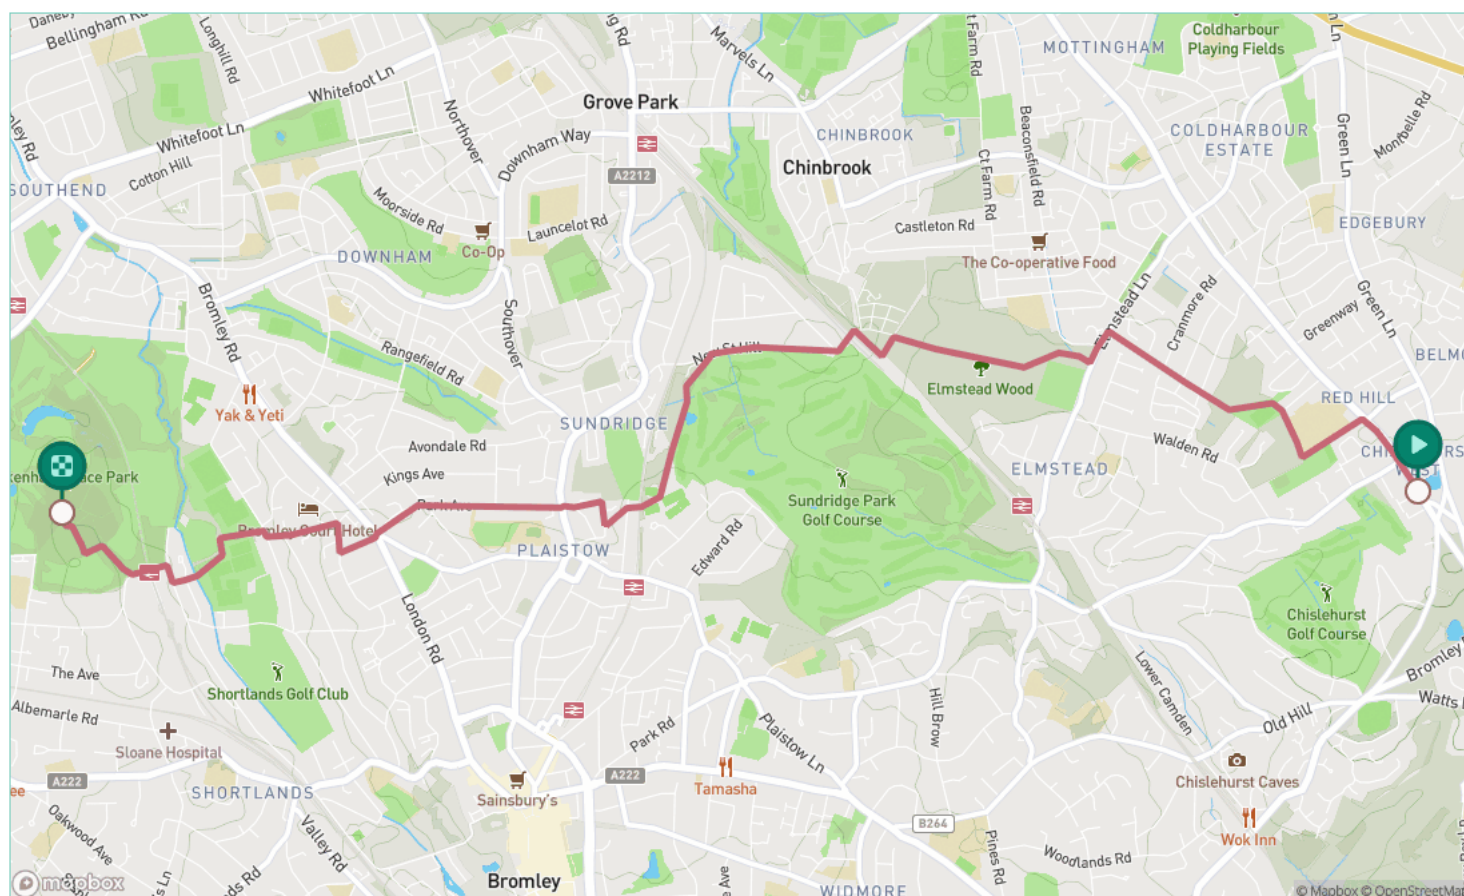 Daneby
Bellingham Rd
Longhill Rd
Whitefoot Ln
Whitefoot Ln
Cotton Hill
SOUTHEND
Northover
Downham Way
Grove Park
A2212
Marvels Ln
CHINBROOK
Chinbrook
MOTTINGHAM
Coldharbour
Playing Fields
Green Ln
Montbelle Rd
COLDHARBOUR
ESTATE
Beaconsfield Rd
Ct Farm Rd
Castleton Rd
EDGEBURY
Moorside Rd
Launcelot Rd
Co-Op
DOWNHAM
The Co-operative Food
Bromley Rd
Southover
Rangefield Rd
Elmstead Ln
Cranmore Rd
Greenway
Green Ln
BELMO
New St Hill
Elmstead Wood
RED HILL
Yak & Yeti
SUNDRIDGE
Avondale Rd
Kings Ave
Walden Rd
ELMSTEAD
WEST
Park Ave
Sundridge Park
Golf Course
Bromley Court Hotel
PLAISTOW
Edward Rd
London Rd
Chislehurst
Golf Course
The Ave
Albemarle Rd
Shortlands Golf Club
Sloane Hospital
Park Rd
Plaistow Ln
Hill Brow
Lower Camden
Old Hill
Bromley
Watts
A222
SHORTLANDS
Oakwood Ave
Valley Rd
Sainsbury's
A222
Tamasha
Chislehurst Caves
B264
Wok Inn
Pines Rd
Woodlands Rd
Bromley
WIDMORE
mapbox
© Mapbox © OpenStreetMap